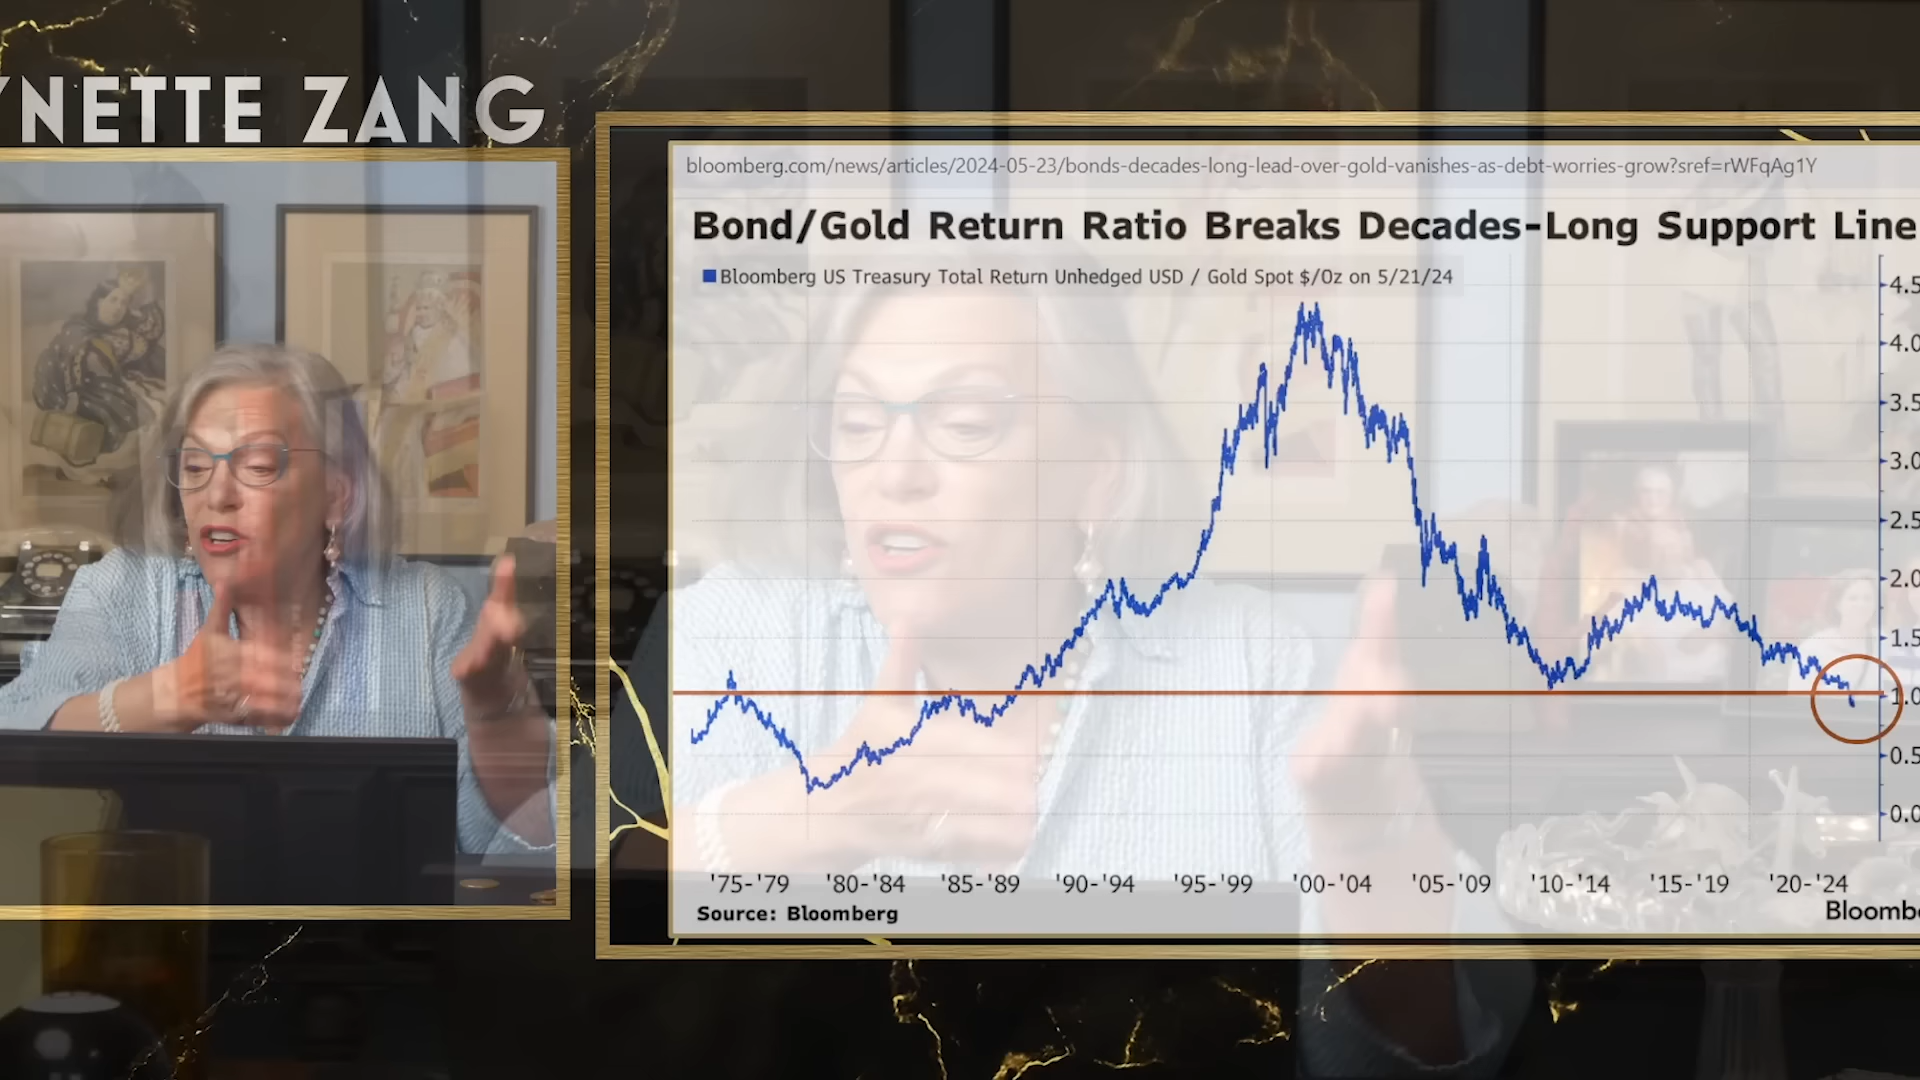 YNETTE ZANG
bloomberg.com/news/articles/2024-05-23/bonds-decades-long-lead-over-gold-vanishes-as-debt-worries-grow?sref=rWFqAg1Y
Bond/Gold Return Ratio Breaks Decades-Long Support Line
Bloomberg US Treasury Total Return Unhedged USD / Gold Spot $/Oz on 5/21/24
4.5
4.0
3.5
3.0
2.5
2.0
1.5
1.0
0.5
0.0
'75-'79 '80-'84 '85-'89 '90-'94 '95-'99 '00-'04 '05-'09 '10-'14 '15-'19 '20-'24
Source: Bloomberg
Bloomb